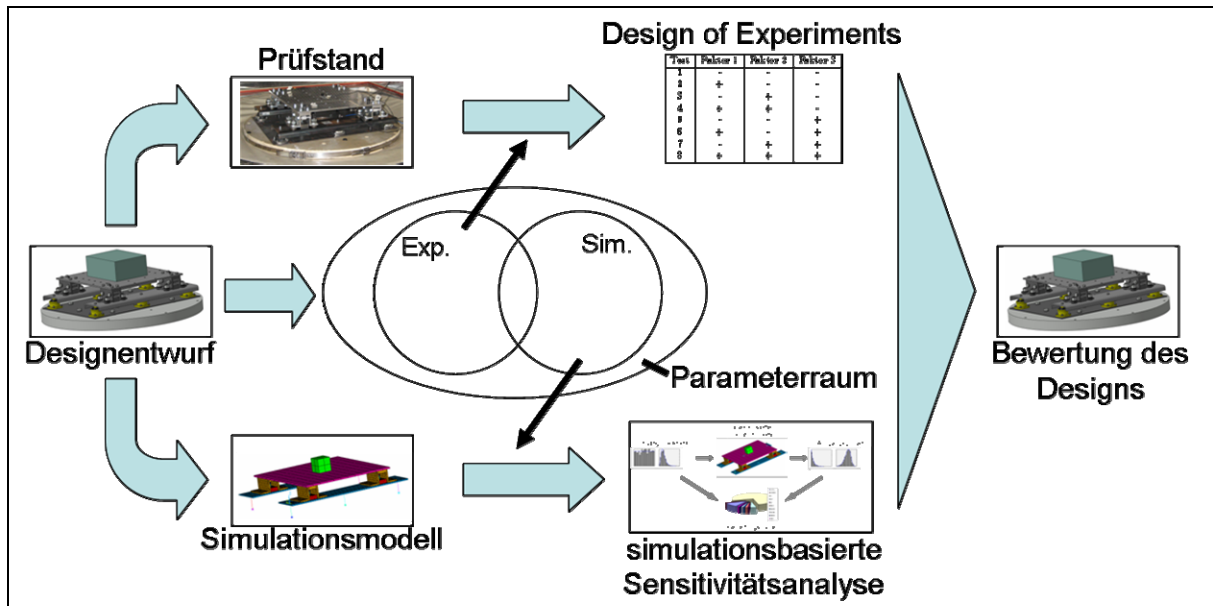 Prüfstand
Design of Experiments
Test Faktor 1 Faktor 2 Faktor 3
1 - - -
2 + - -
3 - + -
4 + + -
5 - - +
6 + - +
7 - + +
8 + + +
Exp.
Sim.
Designentwurf
Parameterraum
Bewertung des
Designs
Simulationsmodell
simulationsbasierte
Sensitivitätsanalyse